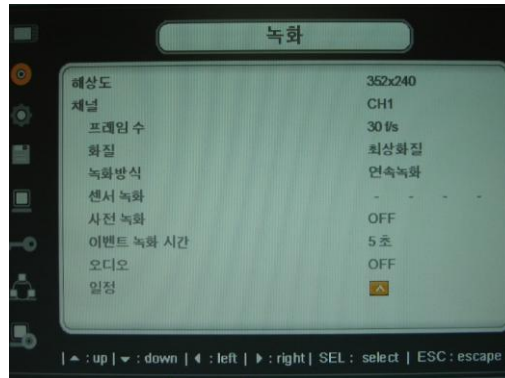 녹화
해상도 352x240
채널 CH1
프레임 수 30 f/s
화질 최상화질
녹화방식 연속녹화
센서 녹화 - - - -
사전 녹화 OFF
이벤트 녹화 시간 5 초
오디오 OFF
일정
| ▲ : up | ▼ : down | ◀ : left | ▶ : right | SEL : select | ESC : escape